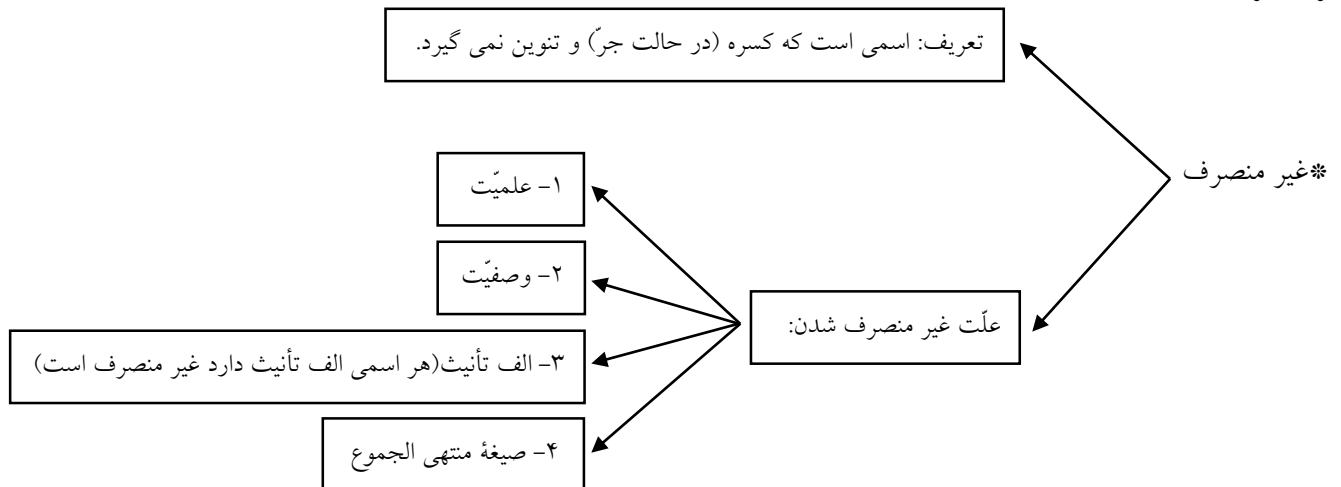 تعریف: اسمی است که کسره (در حالت جرّ) و تنوین نمی گیرد.
*غیر منصرف
علّت غیر منصرف شدن:
۱- علمیّت
۲- وصفیّت
۳- الف تأنیث(هر اسمی الف تأنیث دارد غیر منصرف است)
۴- صیغهٔ منتهی الجموع